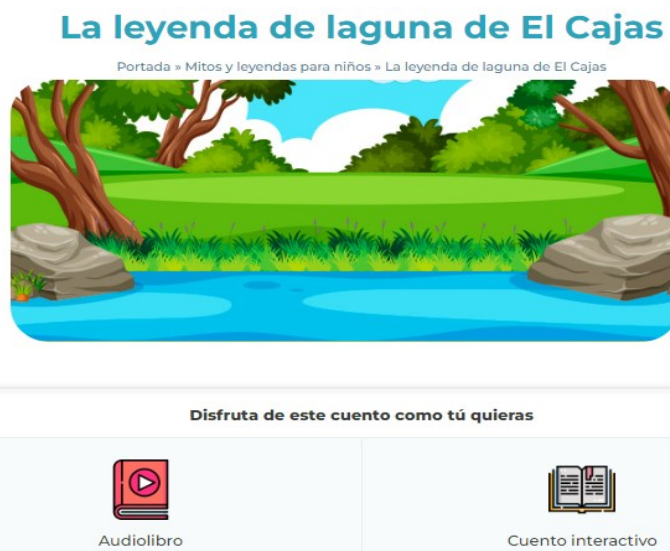 La leyenda de laguna de El Cajas
Portada » Mitos y leyendas para niños » La leyenda de laguna de El Cajas
Disfruta de este cuento como tú quieras
Audiolibro
Cuento interactivo